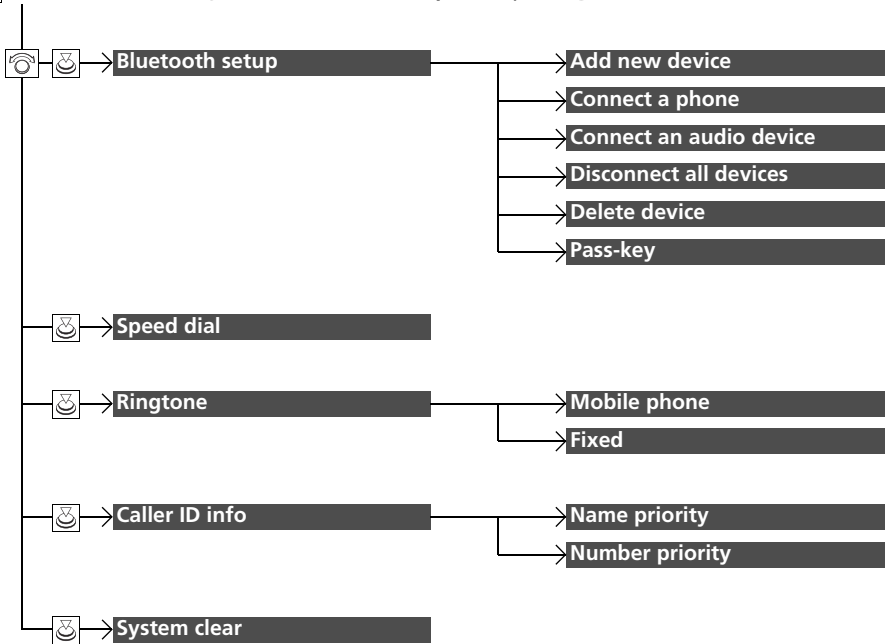 Bluetooth setup
Add new device
Connect a phone
Connect an audio device
Disconnect all devices
Delete device
Pass-key
Speed dial
Ringtone
Mobile phone
Fixed
Caller ID info
Name priority
Number priority
System clear